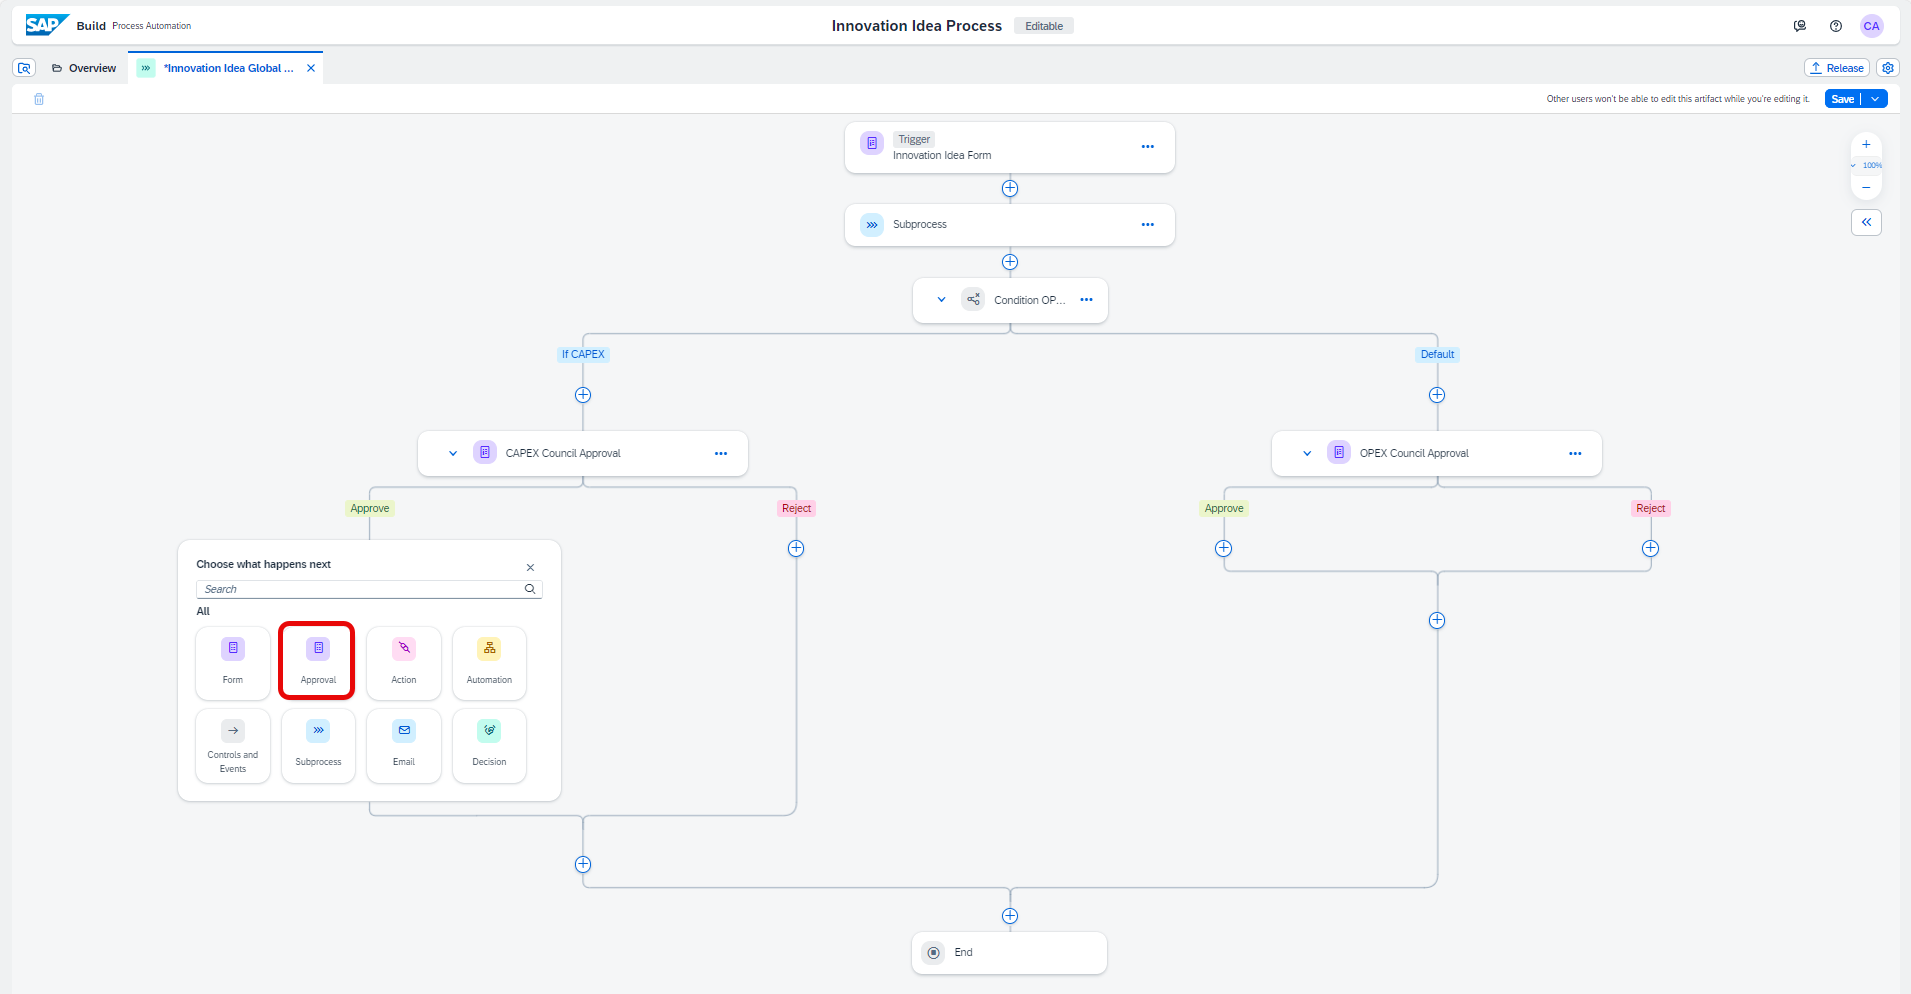 SAP Build Process Automation
Innovation Idea Process Editable
CA
Overview
*Innovation Idea Global ...
Release
Other users won't be able to edit this artifact while you're editing it.
Save
Trigger
Innovation Idea Form
100%
Subprocess
Condition OP...
If CAPEX
Default
CAPEX Council Approval
OPEX Council Approval
Approve
Reject
Approve
Reject
Choose what happens next
Search
All
Form
Approval
Action
Automation
Controls and
Events
Subprocess
Email
Decision
End